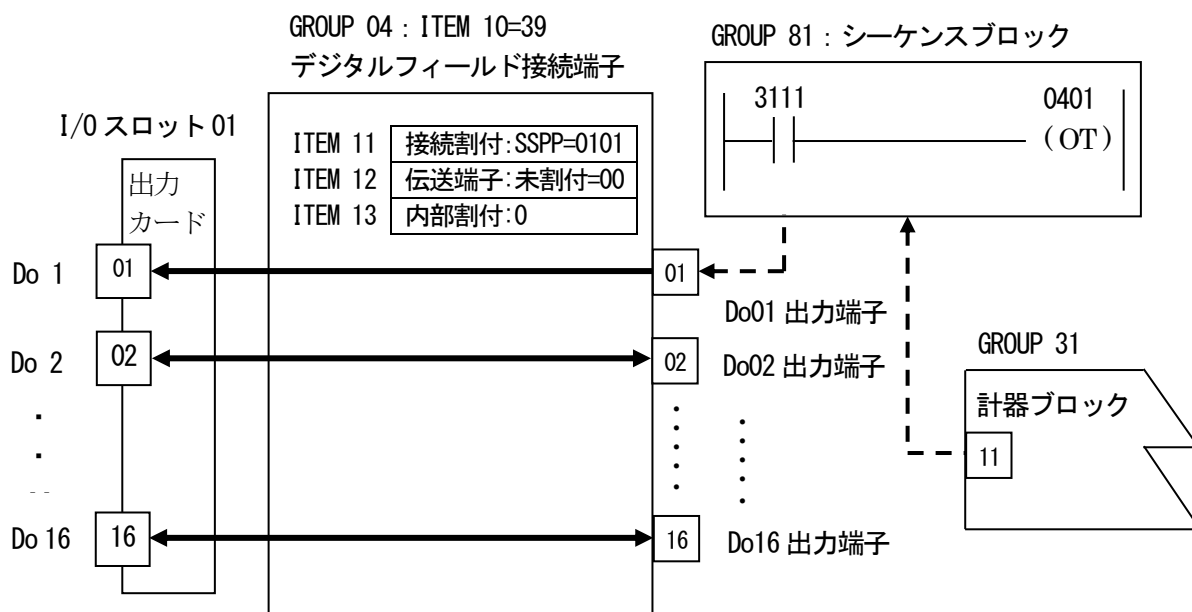 GROUP 04：ITEM 10=39
デジタルフィールド接続端子
GROUP 81：シーケンスブロック
3111
0401
(OT)
I/O スロット 01
出力
カード
ITEM 11 接続割付：SSPP=0101
ITEM 12 伝送端子：未割付=00
ITEM 13 内部割付：0
Do 1
01
01
Do01 出力端子
Do 2
02
02
Do02 出力端子
GROUP 31
計器ブロック
11
Do 16
16
16
Do16 出力端子